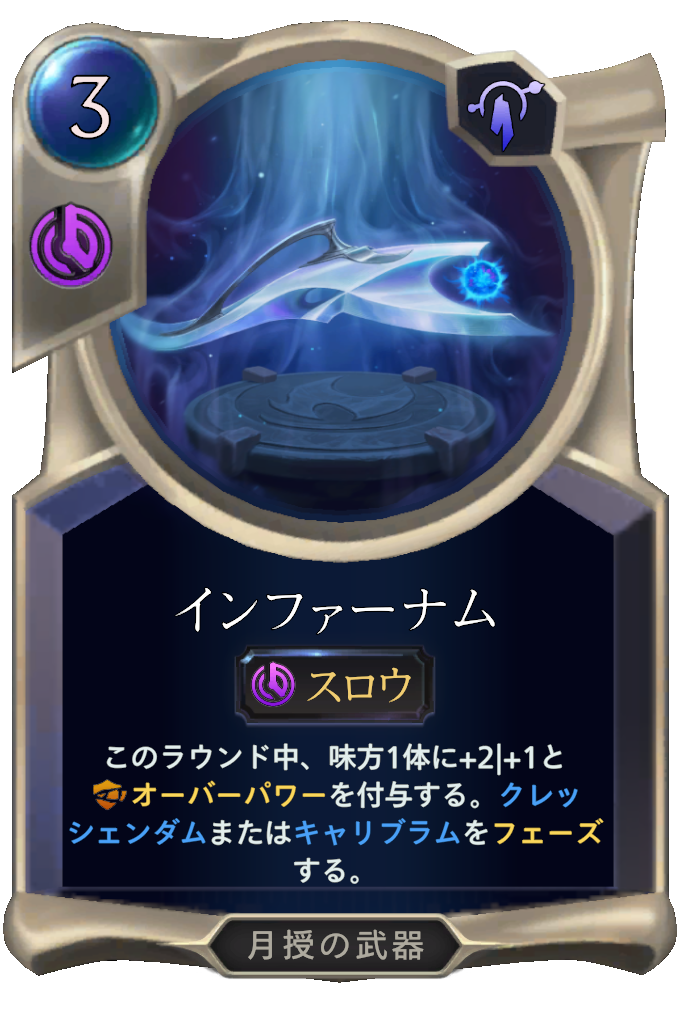 3
インファーナム
スロウ
このラウンド中、味方1体に+2|+1と
オーバーパワーを付与する。クレッ
シェンダムまたはキャリブラムをフェーズ
する。
月授の武器